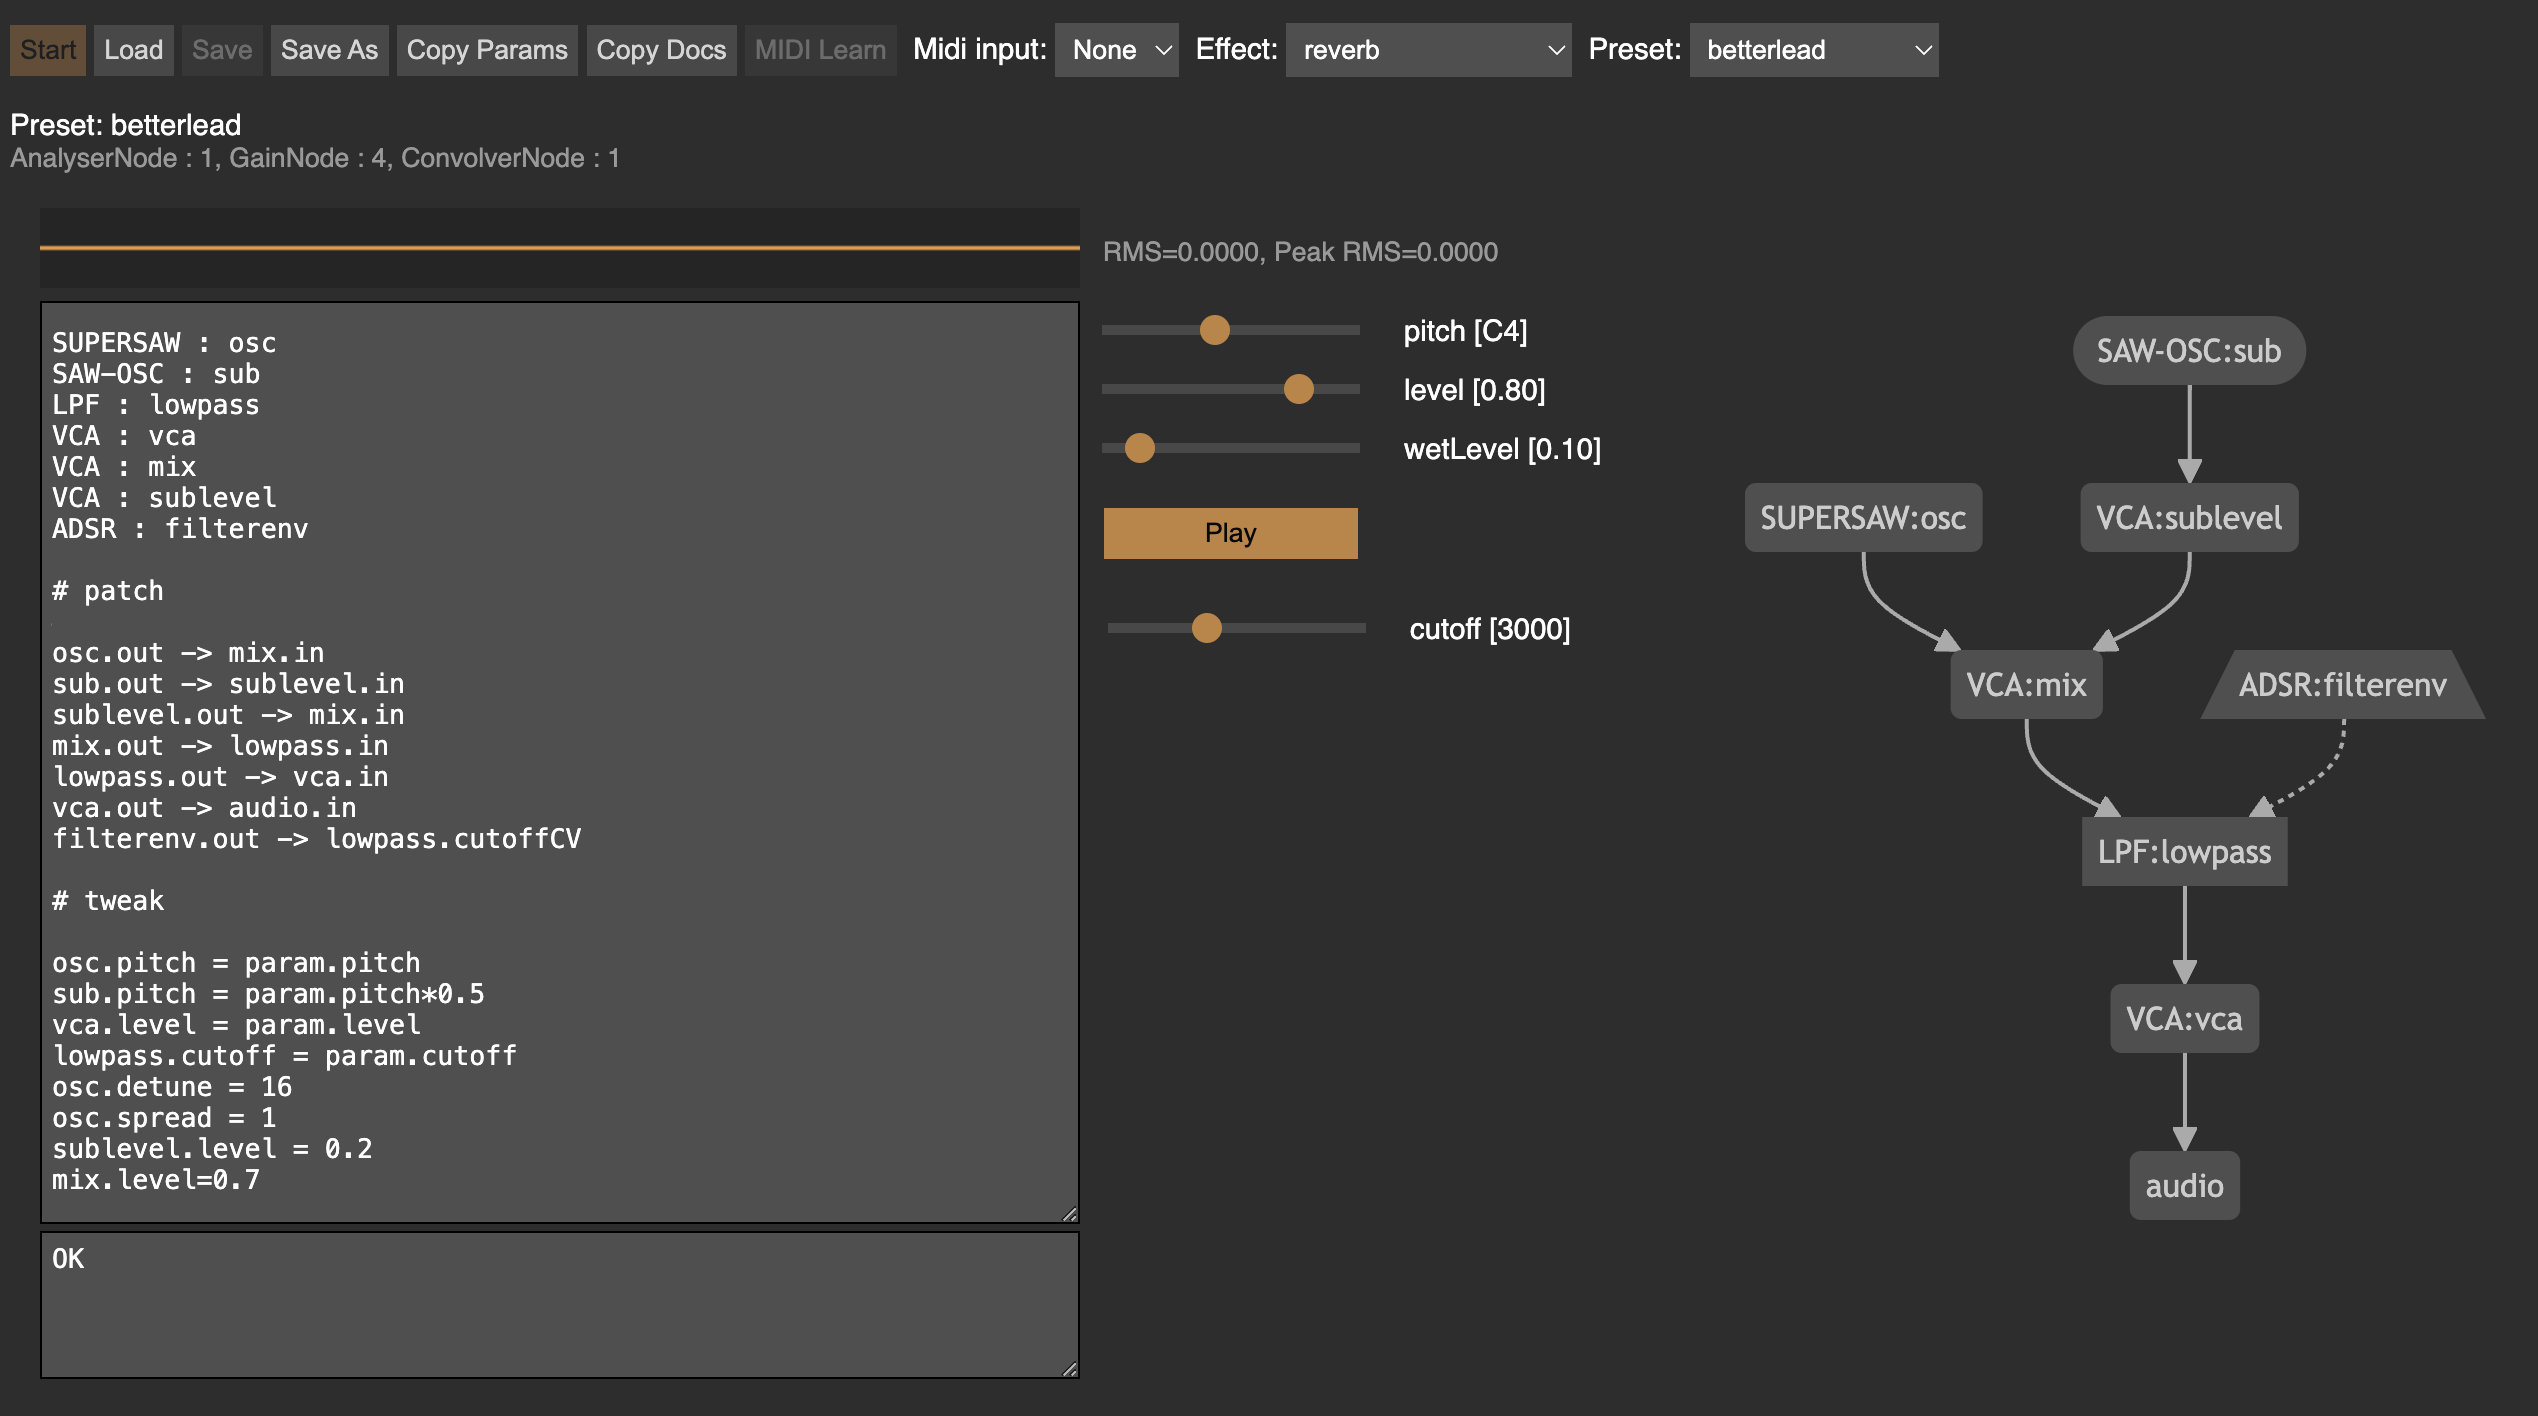 Start Load Save Save As Copy Params Copy Docs MIDI Learn Midi input: None Effect: reverb Preset: betterlead
Preset: betterlead
AnalyserNode : 1, GainNode : 4, ConvolverNode : 1
RMS=0.0000, Peak RMS=0.0000
SUPERSAW : osc
SAW-OSC : sub
LPF : lowpass
VCA : vca
VCA : mix
VCA : sublevel
ADSR : filterenv
# patch
osc.out -> mix.in
sub.out -> sublevel.in
sublevel.out -> mix.in
mix.out -> lowpass.in
lowpass.out -> vca.in
vca.out -> audio.in
filterenv.out -> lowpass.cutoffCV
# tweak
osc.pitch = param.pitch
sub.pitch = param.pitch*0.5
vca.level = param.level
lowpass.cutoff = param.cutoff
osc.detune = 16
osc.spread = 1
sublevel.level = 0.2
mix.level=0.7
OK
pitch [C4]
level [0.80]
wetLevel [0.10]
Play
cutoff [3000]
SAW-OSC:sub
SUPERSAW:osc
VCA:sublevel
VCA:mix
ADSR:filterenv
LPF:lowpass
VCA:vca
audio